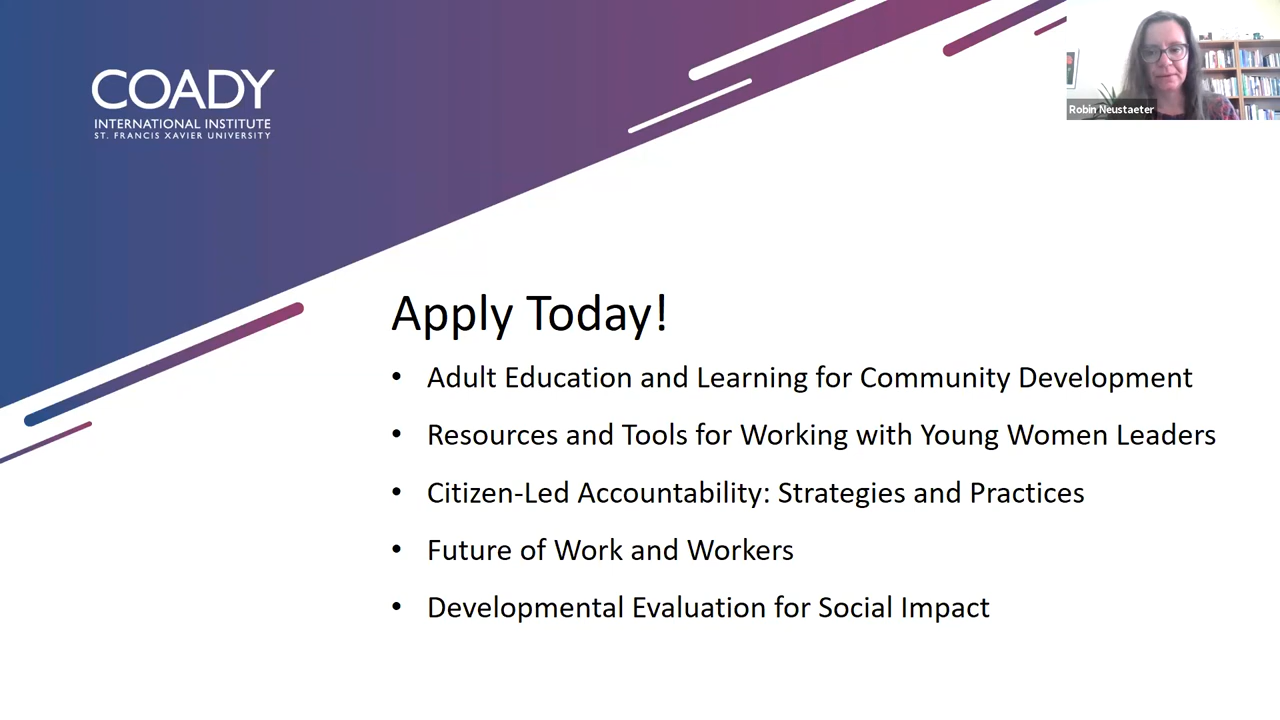 COADY
INTERNATIONAL INSTITUTE
ST. FRANCIS XAVIER UNIVERSITY
Robin Neustaeter
Apply Today!
• Adult Education and Learning for Community Development
• Resources and Tools for Working with Young Women Leaders
• Citizen-Led Accountability: Strategies and Practices
• Future of Work and Workers
• Developmental Evaluation for Social Impact